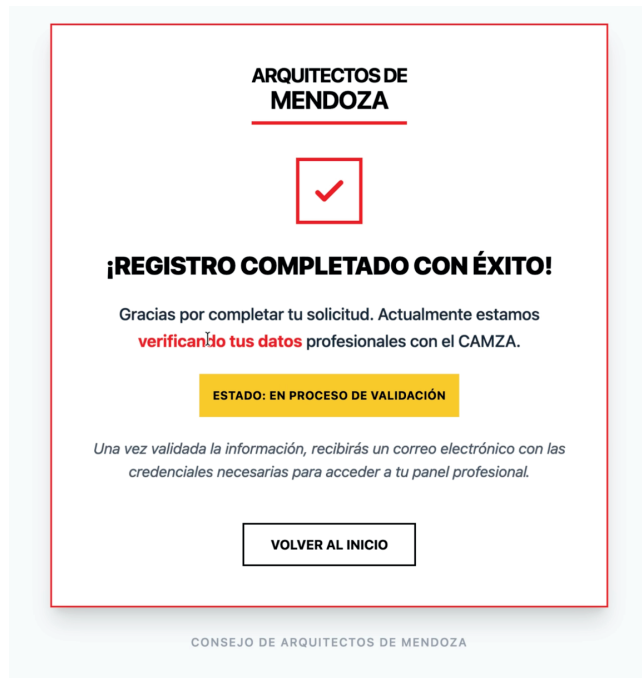 ARQUITECTOS DE
MENDOZA
¡REGISTRO COMPLETADO CON ÉXITO!
Gracias por completar tu solicitud. Actualmente estamos
verificando tus datos profesionales con el CAMZA.
ESTADO: EN PROCESO DE VALIDACIÓN
Una vez validada la información, recibirás un correo electrónico con las
credenciales necesarias para acceder a tu panel profesional.
VOLVER AL INICIO
CONSEJO DE ARQUITECTOS DE MENDOZA